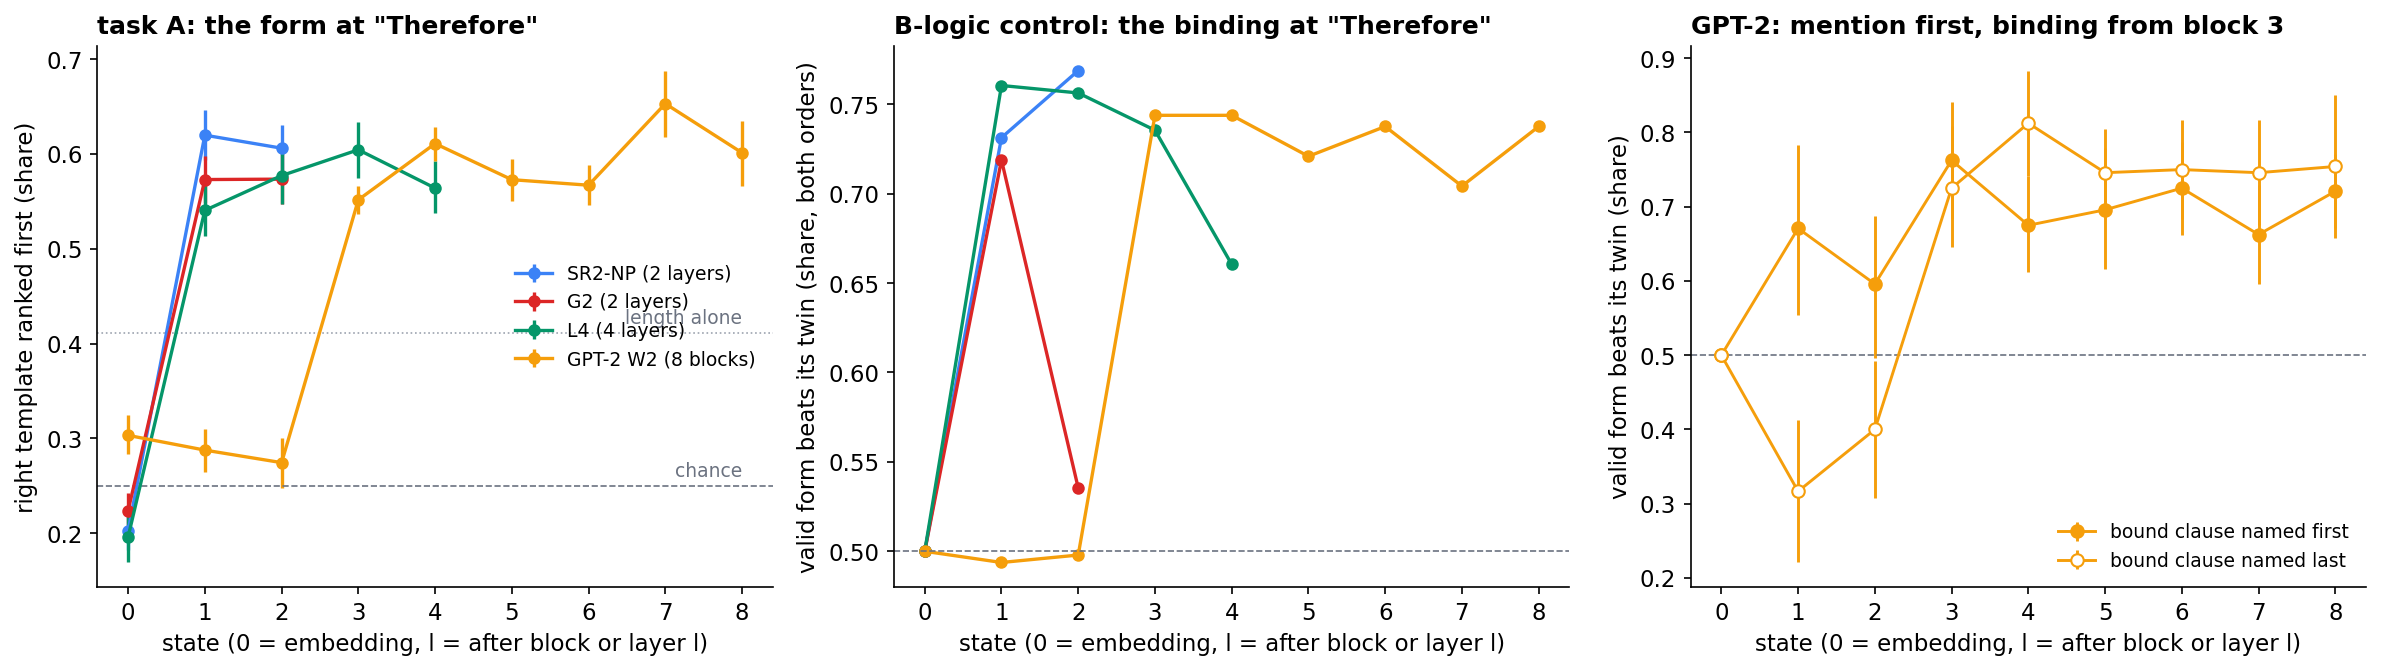 task A: the form at "Therefore"
right template ranked first (share)
0.7
0.6
0.5
0.4
0.3
0.2
SR2-NP (2 layers)
G2 (2 layers)
length alone
L4 (4 layers)
GPT-2 W2 (8 blocks)
chance
0 1 2 3 4 5 6 7 8
state (0 = embedding, l = after block or layer l)
B-logic control: the binding at "Therefore"
valid form beats its twin (share, both orders)
0.75
0.70
0.65
0.60
0.55
0.50
0 1 2 3 4 5 6 7 8
state (0 = embedding, l = after block or layer l)
GPT-2: mention first, binding from block 3
valid form beats its twin (share)
0.9
0.8
0.7
0.6
0.5
0.4
0.3
0.2
bound clause named first
bound clause named last
0 1 2 3 4 5 6 7 8
state (0 = embedding, l = after block or layer l)